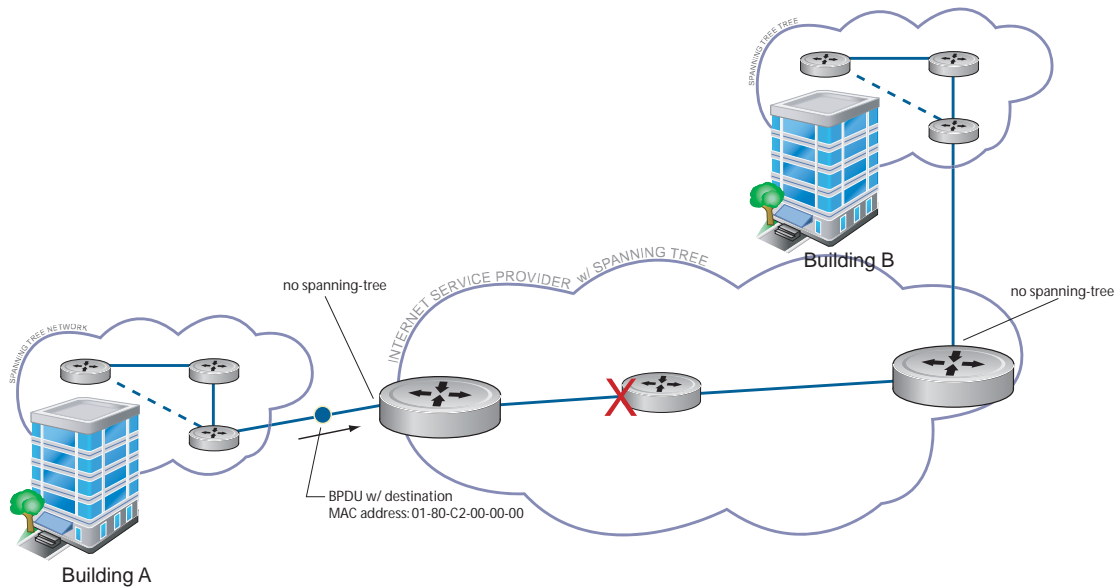 SPANNING TREE TREE
Building B
INTERNET SERVICE PROVIDER w/ SPANNING TREE
no spanning-tree
no spanning-tree
SPANNING TREE NETWORK
BPDU w/ destination
MAC address: 01-80-C2-00-00-00
Building A